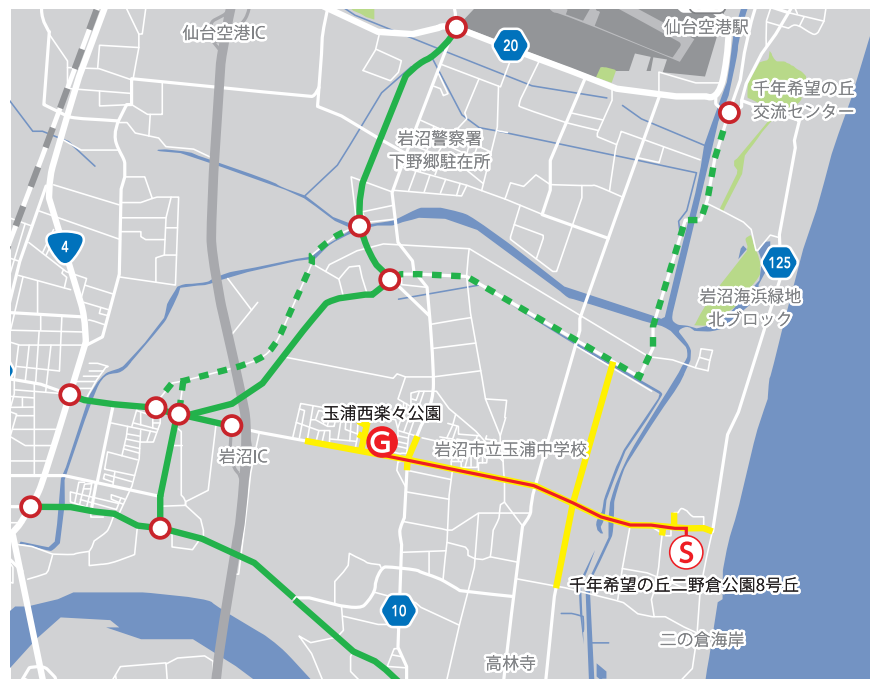 仙台空港IC
20
仙台空港駅
千年希望の丘
交流センター
岩沼警察署
下野郷駐在所
4
125
岩沼海浜緑地
北ブロック
玉浦西楽々公園
G
岩沼市立玉浦中学校
岩沼IC
S
千年希望の丘二野倉公園8号丘
10
二の倉海岸
高林寺